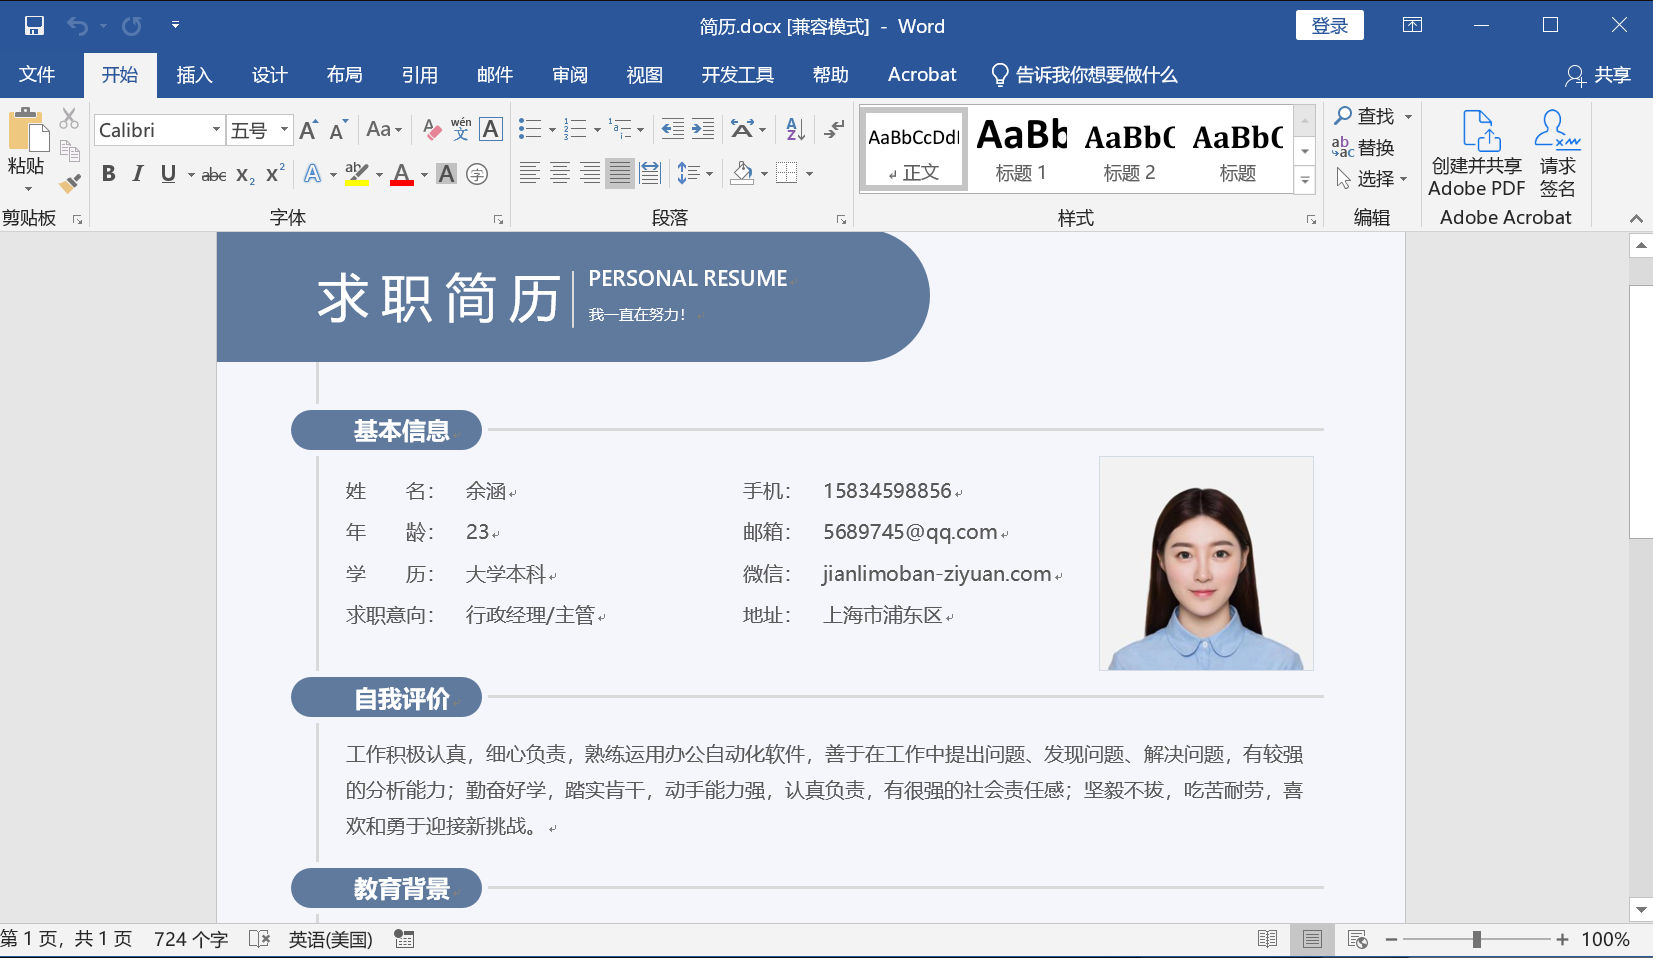 简历.docx [兼容模式] - Word
登录
文件 开始 插入 设计 布局 引用 邮件 审阅 视图 开发工具 帮助 Acrobat 告诉我你想要做什么 共享
粘贴
剪贴板
Calibri 五号 A A Aa wén 文 A
B I U abc X₂ X² A ab A A 字
字体
段落
AaBbCcDdI AaBb AaBbC AaBbC
正文 标题 1 标题 2 标题
样式
查找
替换
选择
编辑
创建并共享 Adobe PDF
请求签名
Adobe Acrobat
求职简历
PERSONAL RESUME
我一直在努力!
基本信息
姓 名: 余涵 手机: 15834598856
年 龄: 23 邮箱: 5689745@qq.com
学 历: 大学本科 微信: jianlimoban-ziyuan.com
求职意向: 行政经理/主管 地址: 上海市浦东区
自我评价
工作积极认真，细心负责，熟练运用办公自动化软件，善于在工作中提出问题、发现问题、解决问题，有较强
的分析能力；勤奋好学，踏实肯干，动手能力强，认真负责，有很强的社会责任感；坚毅不拔，吃苦耐劳，喜
欢和勇于迎接新挑战。
教育背景
第 1 页，共 1 页 724 个字 英语(美国) 100%